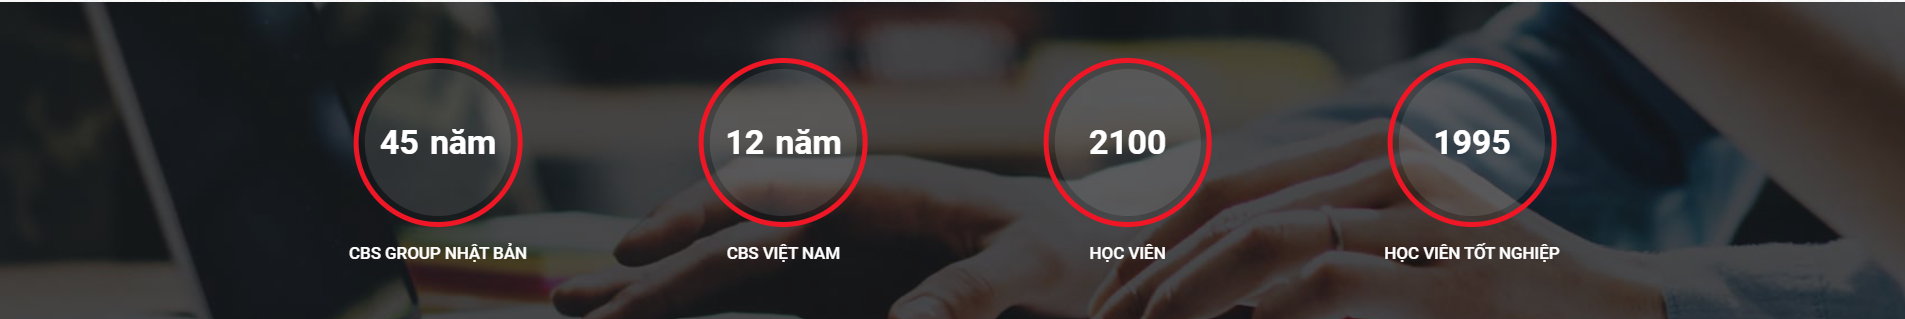 45 năm
CBS GROUP NHẬT BẢN
12 năm
CBS VIỆT NAM
2100
HỌC VIÊN
1995
HỌC VIÊN TỐT NGHIỆP